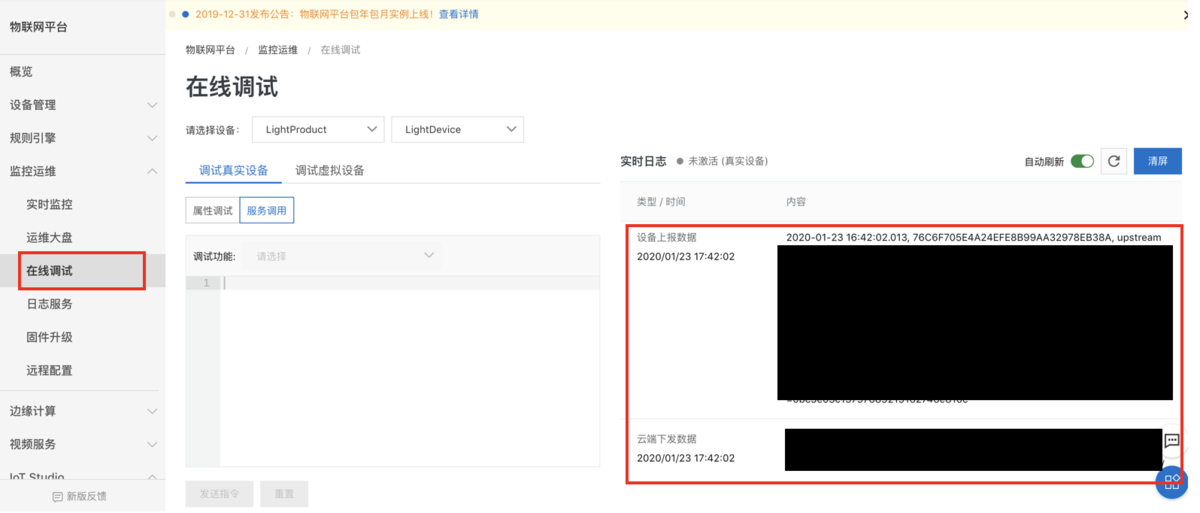 物联网平台
概览
设备管理
规则引擎
监控运维
实时监控
运维大盘
在线调试
日志服务
固件升级
远程配置
边缘计算
视频服务
IoT Studio
新版反馈
2019-12-31发布公告：物联网平台包年包月实例上线！查看详情
物联网平台 / 监控运维 / 在线调试
在线调试
请选择设备： LightProduct LightDevice
调试真实设备 调试虚拟设备
属性调试 服务调用
调试功能: 请选择
1
发送指令 重置
实时日志 未激活 (真实设备) 自动刷新 清屏
类型 / 时间 内容
设备上报数据 2020-01-23 16:42:02.013, 76C6F705E4A24EFE8B99AA32978EB38A, upstream
2020/01/23 17:42:02
云端下发数据
2020/01/23 17:42:02